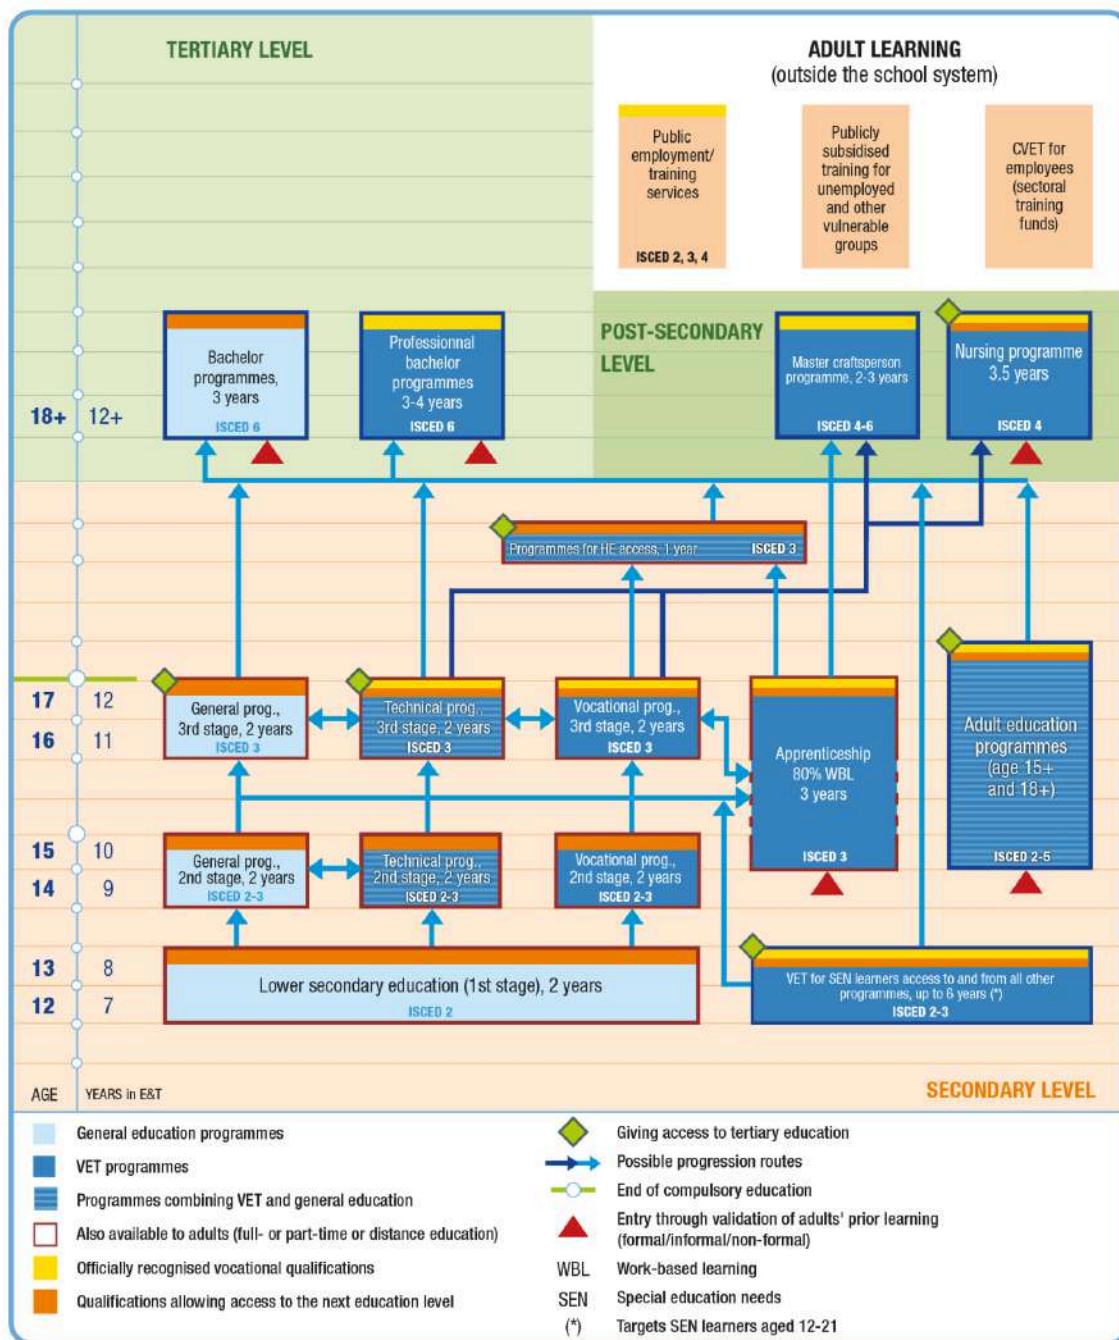 TERTIARY LEVEL
ADULT LEARNING
(outside the school system)
Public
employment/
training
services
ISCED 2, 3, 4
Publicly
subsidised
training for
unemployed
and other
vulnerable
groups
CVET for
employees
(sectoral
training
funds)
POST-SECONDARY
LEVEL
Bachelor
programmes,
3 years
ISCED 6
Professionnal
bachelor
programmes
3-4 years
ISCED 6
Master craftsperson
programme, 2-3 years
ISCED 4-6
Nursing programme
3.5 years
ISCED 4
18+ 12+
Programmes for HE access, 1 year ISCED 3
17 12
16 11
General prog.,
3rd stage, 2 years
ISCED 3
Technical prog.,
3rd stage, 2 years
ISCED 3
Vocational prog.,
3rd stage, 2 years
ISCED 3
Apprenticeship
80% WBL
3 years
ISCED 3
Adult education
programmes
(age 15+
and 18+)
ISCED 2-5
15 10
14 9
General prog.,
2nd stage, 2 years
ISCED 2-3
Technical prog.,
2nd stage, 2 years
ISCED 2-3
Vocational prog.,
2nd stage, 2 years
ISCED 2-3
13 8
12 7
Lower secondary education (1st stage), 2 years
ISCED 2
VET for SEN learners access to and from all other
programmes, up to 6 years (*)
ISCED 2-3
AGE YEARS in E&T
SECONDARY LEVEL
General education programmes
VET programmes
Programmes combining VET and general education
Also available to adults (full- or part-time or distance education)
Officially recognised vocational qualifications
Qualifications allowing access to the next education level
Giving access to tertiary education
Possible progression routes
End of compulsory education
Entry through validation of adults' prior learning
(formal/informal/non-formal)
WBL Work-based learning
SEN Special education needs
(*) Targets SEN learners aged 12-21